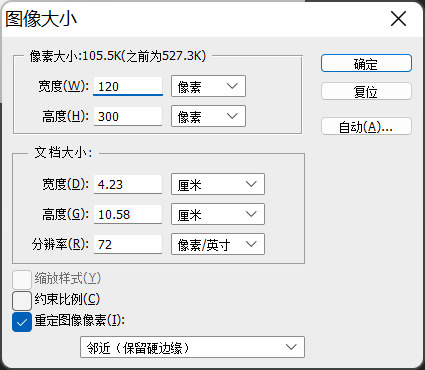 图像大小
像素大小:105.5K(之前为527.3K)
确定
宽度(W): 120 像素
复位
高度(H): 300 像素
自动(A)...
文档大小:
宽度(D): 4.23 厘米
高度(G): 10.58 厘米
分辨率(R): 72 像素/英寸
缩放样式(Y)
约束比例(C)
重定图像像素(I):
邻近（保留硬边缘）